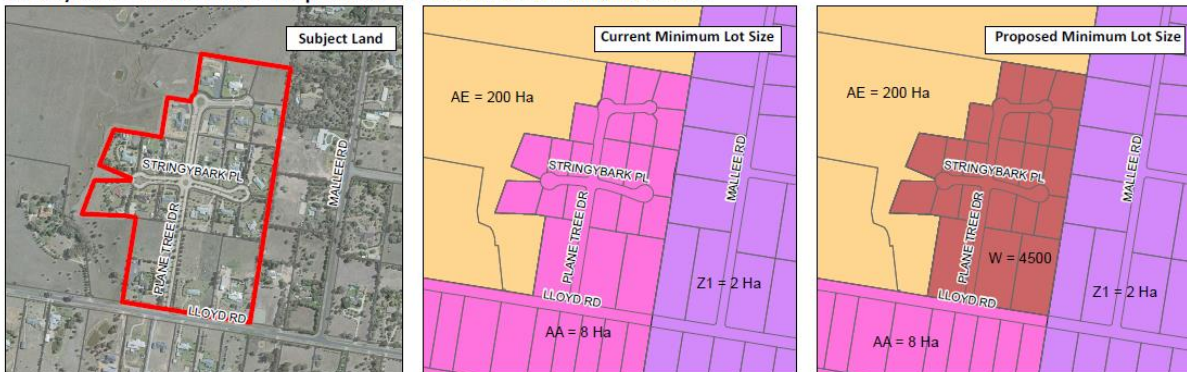 Subject Land
STRINGYBARK PL
PLANE TREE DR
MALLEE RD
LLOYD RD
Current Minimum Lot Size
AE = 200 Ha
STRINGYBARK PL
PLANE TREE DR
MALLEE RD
Z1 = 2 Ha
LLOYD RD
AA = 8 Ha
Proposed Minimum Lot Size
AE = 200 Ha
STRINGYBARK PL
PLANE TREE DR
MALLEE RD
W = 4500
Z1 = 2 Ha
LLOYD RD
AA = 8 Ha